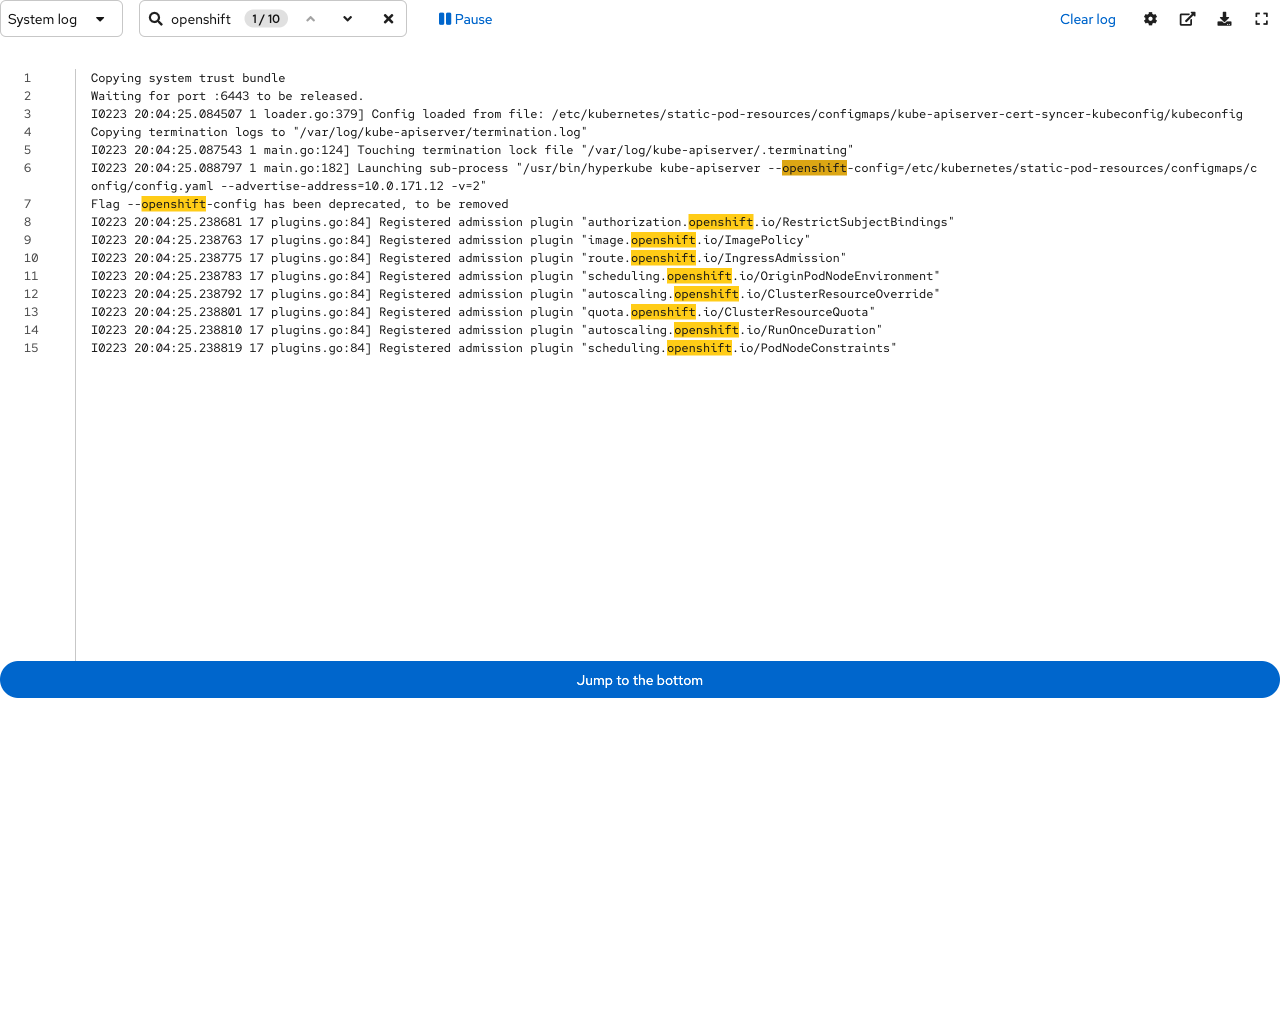 System log openshift 1 / 10 Pause Clear log
1 Copying system trust bundle
2 Waiting for port :6443 to be released.
3 I0223 20:04:25.084507 1 loader.go:379] Config loaded from file: /etc/kubernetes/static-pod-resources/configmaps/kube-apiserver-cert-syncer-kubeconfig/kubeconfig
4 Copying termination logs to "/var/log/kube-apiserver/termination.log"
5 I0223 20:04:25.087543 1 main.go:124] Touching termination lock file "/var/log/kube-apiserver/.terminating"
6 I0223 20:04:25.088797 1 main.go:182] Launching sub-process "/usr/bin/hyperkube kube-apiserver --openshift-config=/etc/kubernetes/static-pod-resources/configmaps/c
onfig/config.yaml --advertise-address=10.0.171.12 -v=2"
7 Flag --openshift-config has been deprecated, to be removed
8 I0223 20:04:25.238681 17 plugins.go:84] Registered admission plugin "authorization.openshift.io/RestrictSubjectBindings"
9 I0223 20:04:25.238763 17 plugins.go:84] Registered admission plugin "image.openshift.io/ImagePolicy"
10 I0223 20:04:25.238775 17 plugins.go:84] Registered admission plugin "route.openshift.io/IngressAdmission"
11 I0223 20:04:25.238783 17 plugins.go:84] Registered admission plugin "scheduling.openshift.io/OriginPodNodeEnvironment"
12 I0223 20:04:25.238792 17 plugins.go:84] Registered admission plugin "autoscaling.openshift.io/ClusterResourceOverride"
13 I0223 20:04:25.238801 17 plugins.go:84] Registered admission plugin "quota.openshift.io/ClusterResourceQuota"
14 I0223 20:04:25.238810 17 plugins.go:84] Registered admission plugin "autoscaling.openshift.io/RunOnceDuration"
15 I0223 20:04:25.238819 17 plugins.go:84] Registered admission plugin "scheduling.openshift.io/PodNodeConstraints"
Jump to the bottom